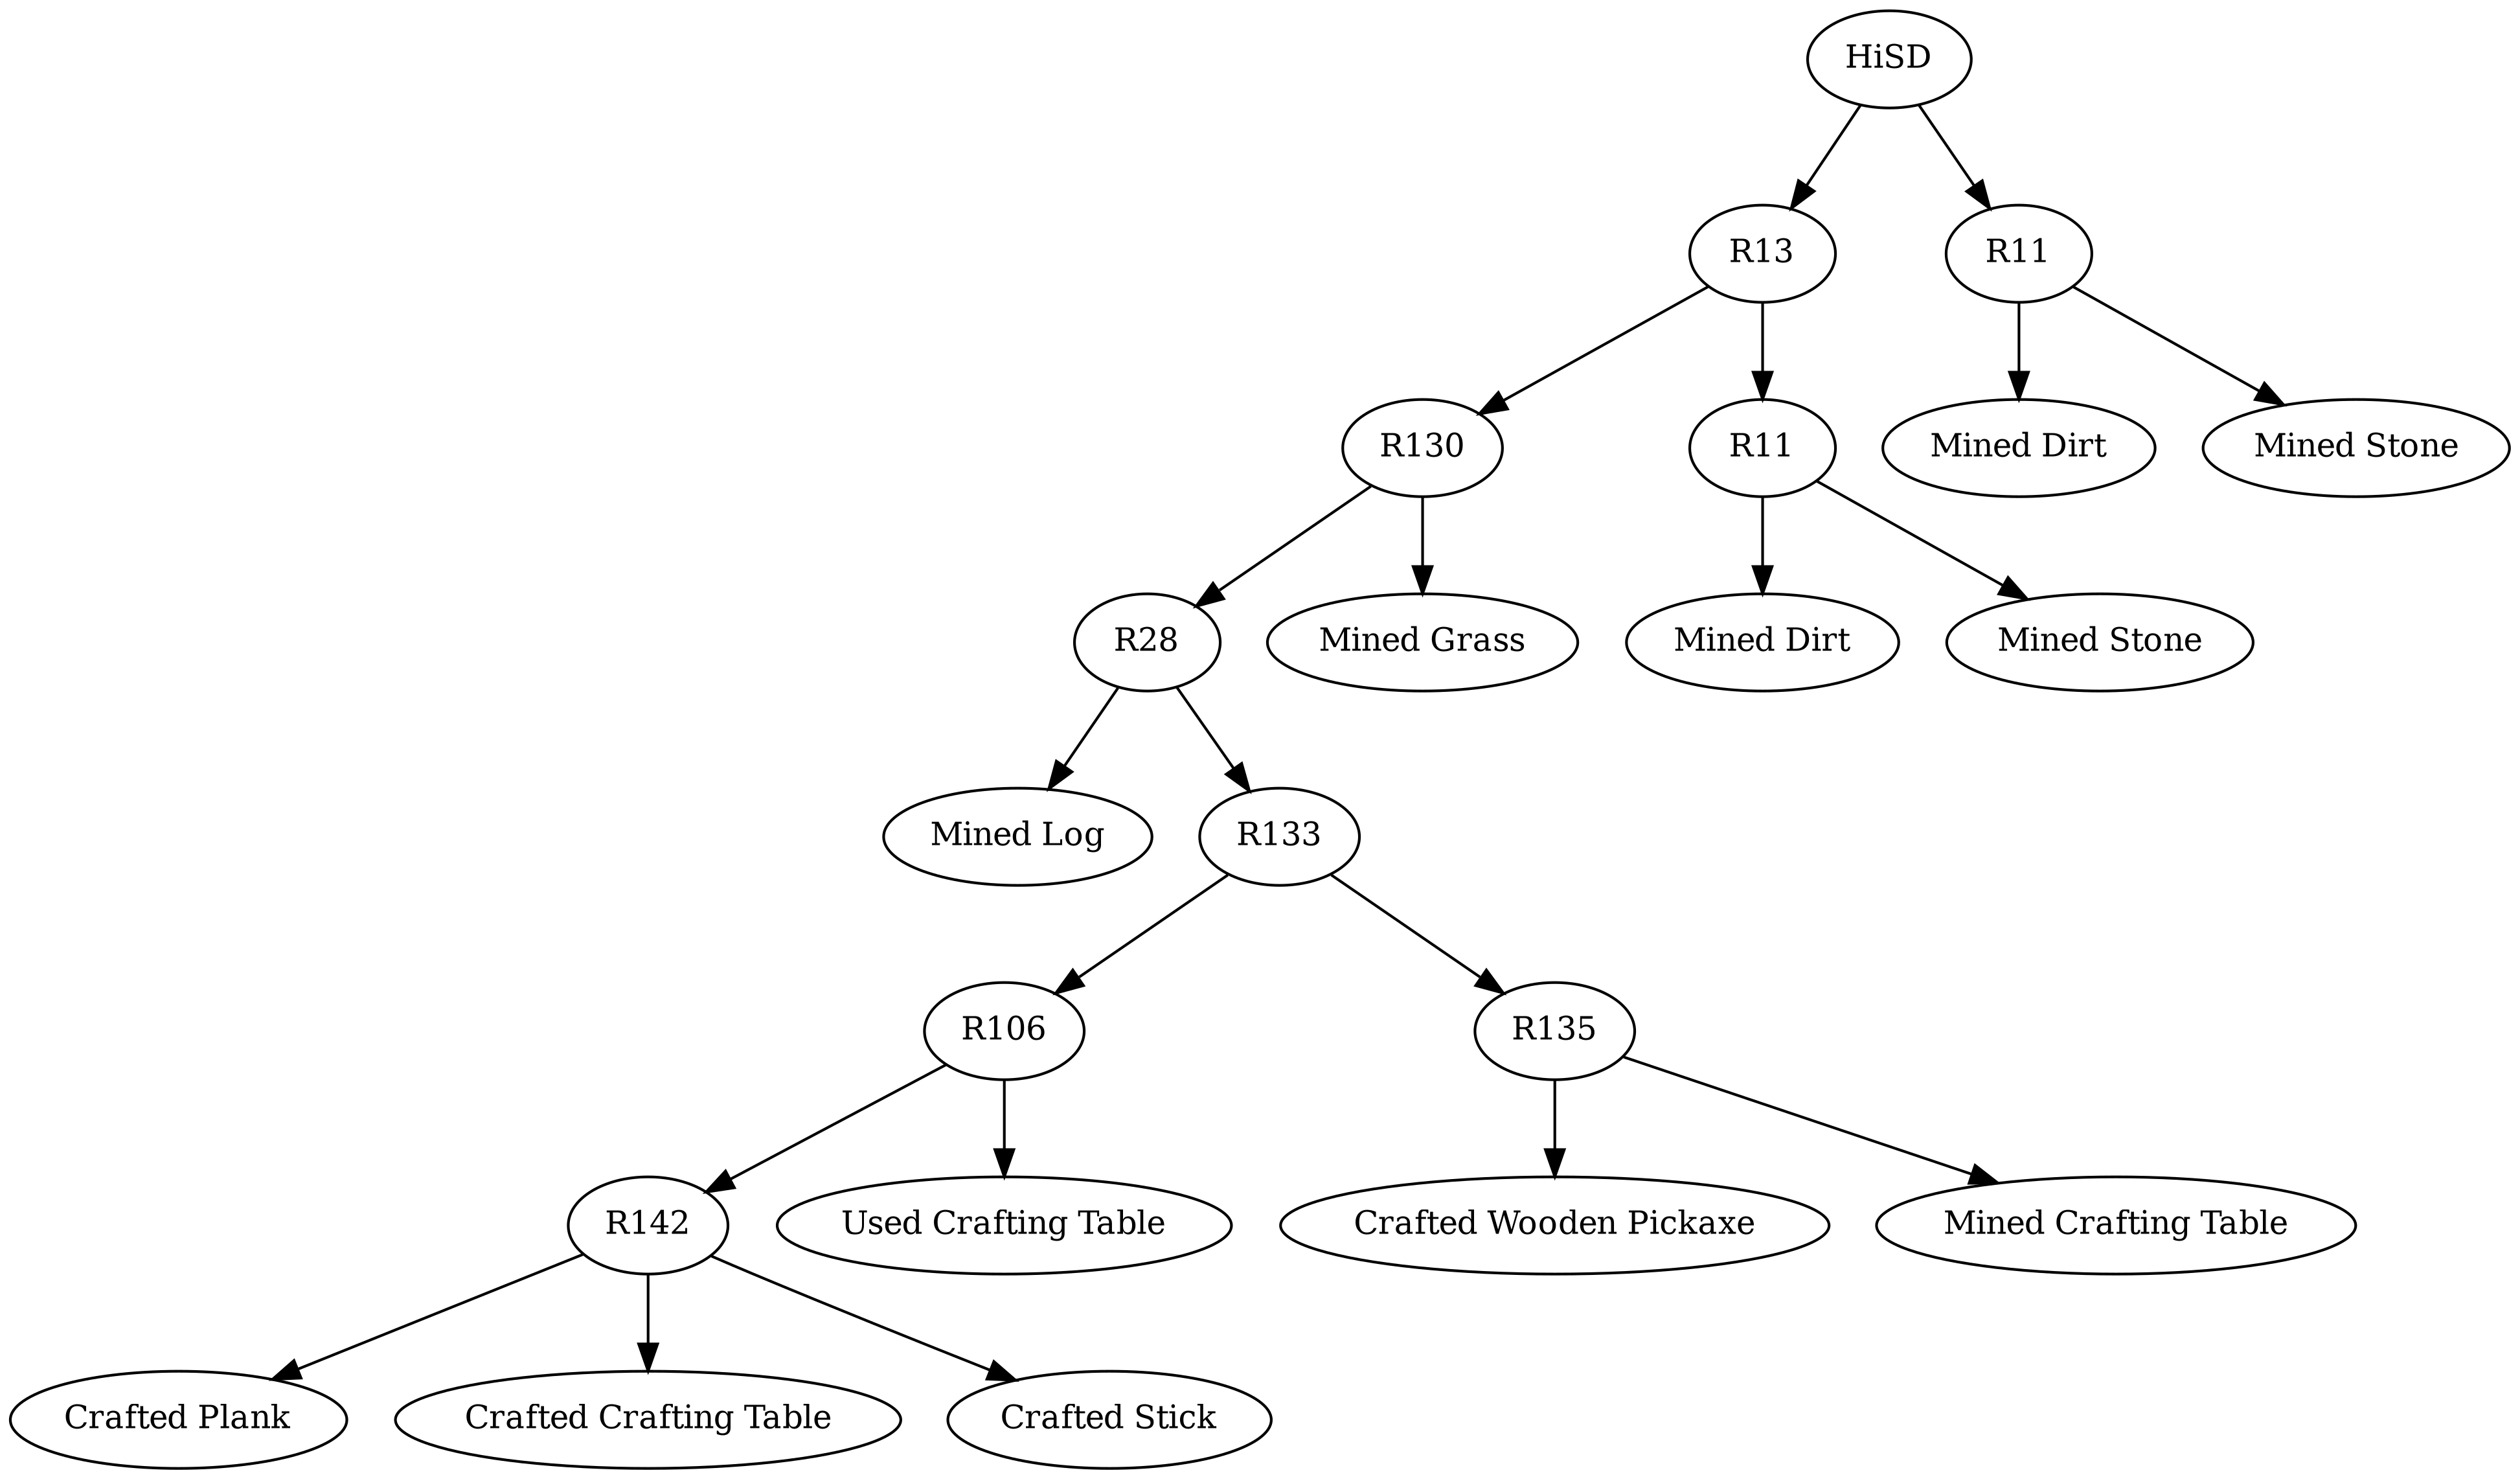 HiSD
R13
R11
R130
R11
Mined Dirt
Mined Stone
R28
Mined Grass
Mined Dirt
Mined Stone
Mined Log
R133
R106
R135
R142
Used Crafting Table
Crafted Wooden Pickaxe
Mined Crafting Table
Crafted Plank
Crafted Crafting Table
Crafted Stick